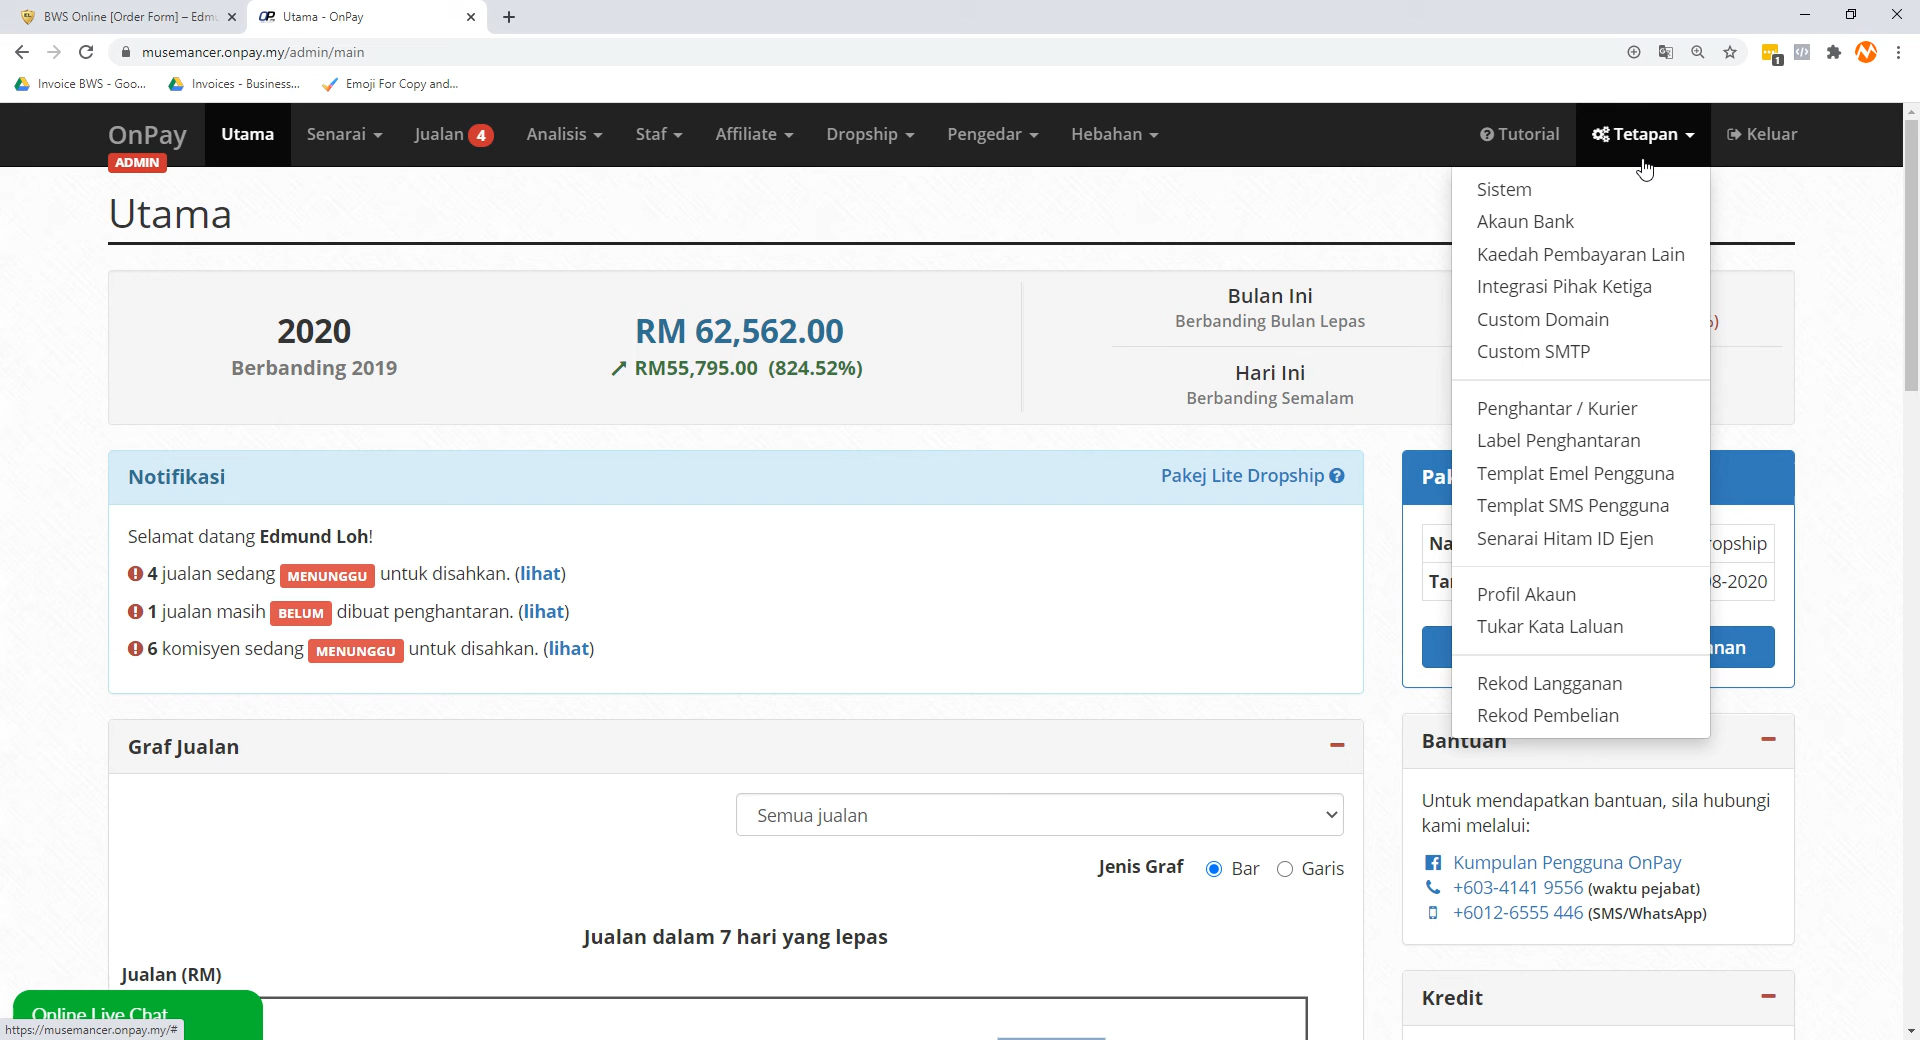 BWS Online [Order Form] – Edm
Utama - OnPay
musemancer.onpay.my/admin/main
1
Invoice BWS - Goo...
Invoices - Business...
Emoji For Copy and...
OnPay
ADMIN
Utama
Senarai
Jualan 4
Analisis
Staf
Affiliate
Dropship
Pengedar
Hebahan
Tutorial
Tetapan
Keluar
Utama
2020
Berbanding 2019
RM 62,562.00
RM55,795.00 (824.52%)
Bulan Ini
Berbanding Bulan Lepas
Hari Ini
Berbanding Semalam
Sistem
Akaun Bank
Kaedah Pembayaran Lain
Integrasi Pihak Ketiga
Custom Domain
Custom SMTP
Penghantar / Kurier
Label Penghantaran
Templat Emel Pengguna
Templat SMS Pengguna
Senarai Hitam ID Ejen
Profil Akaun
Tukar Kata Laluan
Rekod Langganan
Rekod Pembelian
Notifikasi
Pakej Lite Dropship
Selamat datang Edmund Loh!
4 jualan sedang MENUNGGU untuk disahkan. (lihat)
1 jualan masih BELUM dibuat penghantaran. (lihat)
6 komisyen sedang MENUNGGU untuk disahkan. (lihat)
Graf Jualan
Semua jualan
Jenis Graf Bar Garis
Jualan dalam 7 hari yang lepas
Jualan (RM)
Bantuan
Untuk mendapatkan bantuan, sila hubungi
kami melalui:
Kumpulan Pengguna OnPay
+603-4141 9556 (waktu pejabat)
+6012-6555 446 (SMS/WhatsApp)
Kredit
Online Live Chat
https://musemancer.onpay.my/#